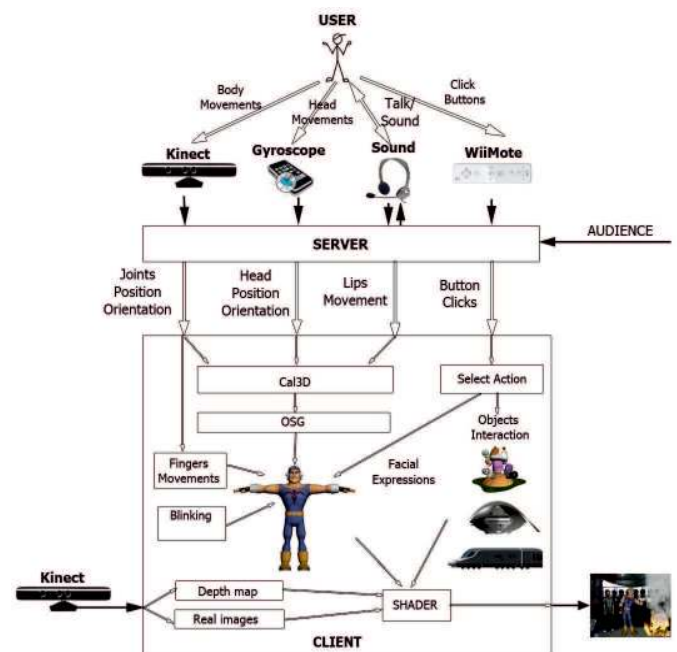 USER
Body
Movements
Head
Movements
Talk/
Sound
Click
Buttons
Kinect
Gyroscope
Sound
WiiMote
SERVER
AUDIENCE
Joints
Position
Orientation
Head
Position
Orientation
Lips
Movement
Button
Clicks
Cal3D
Select Action
OSG
Objects
Interaction
Fingers
Movements
Facial
Expressions
Blinking
Kinect
Depth map
Real images
SHADER
CLIENT